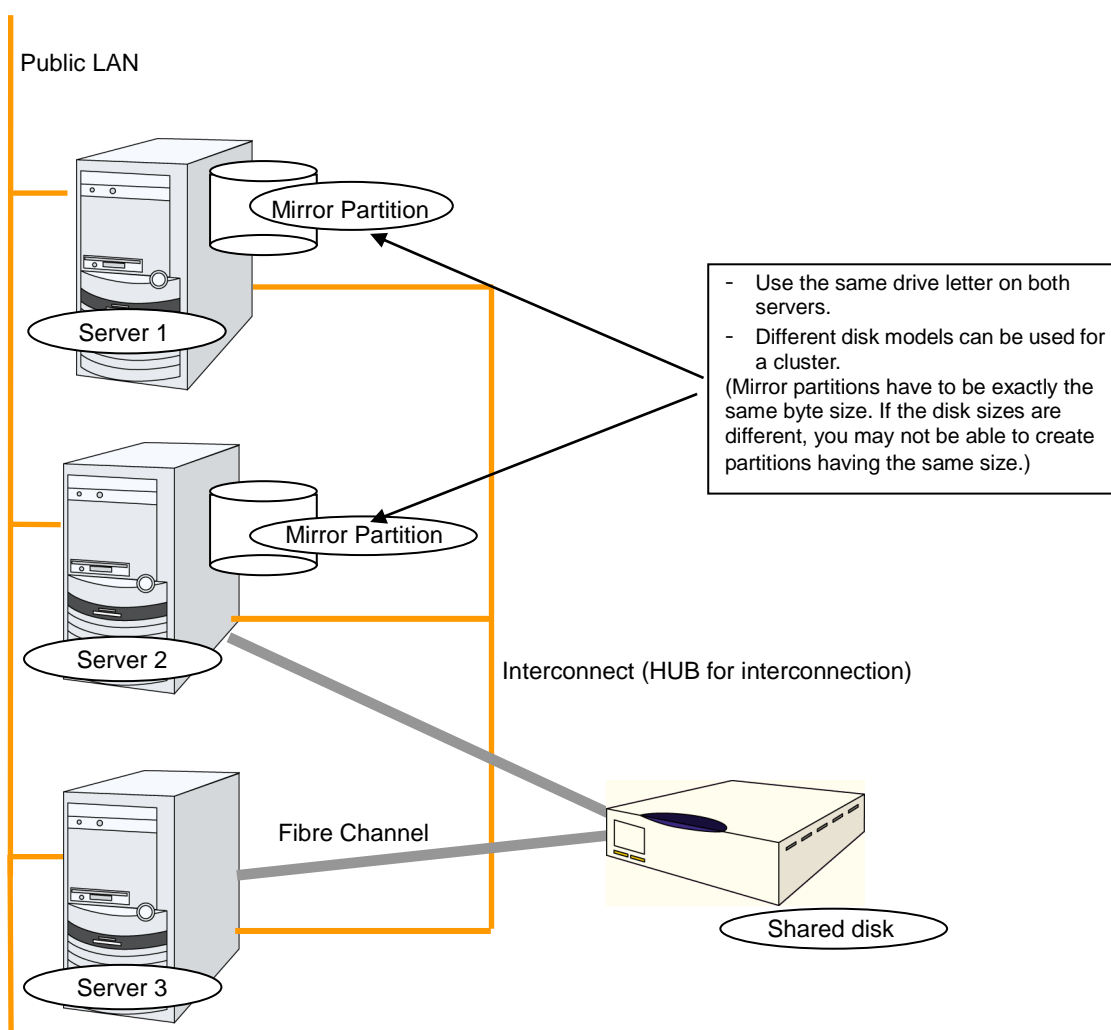 Public LAN
Mirror Partition
Server 1
- Use the same drive letter on both
servers.
- Different disk models can be used for
a cluster.
(Mirror partitions have to be exactly the
same byte size. If the disk sizes are
different, you may not be able to create
partitions having the same size.)
Mirror Partition
Server 2
Interconnect (HUB for interconnection)
Fibre Channel
Shared disk
Server 3